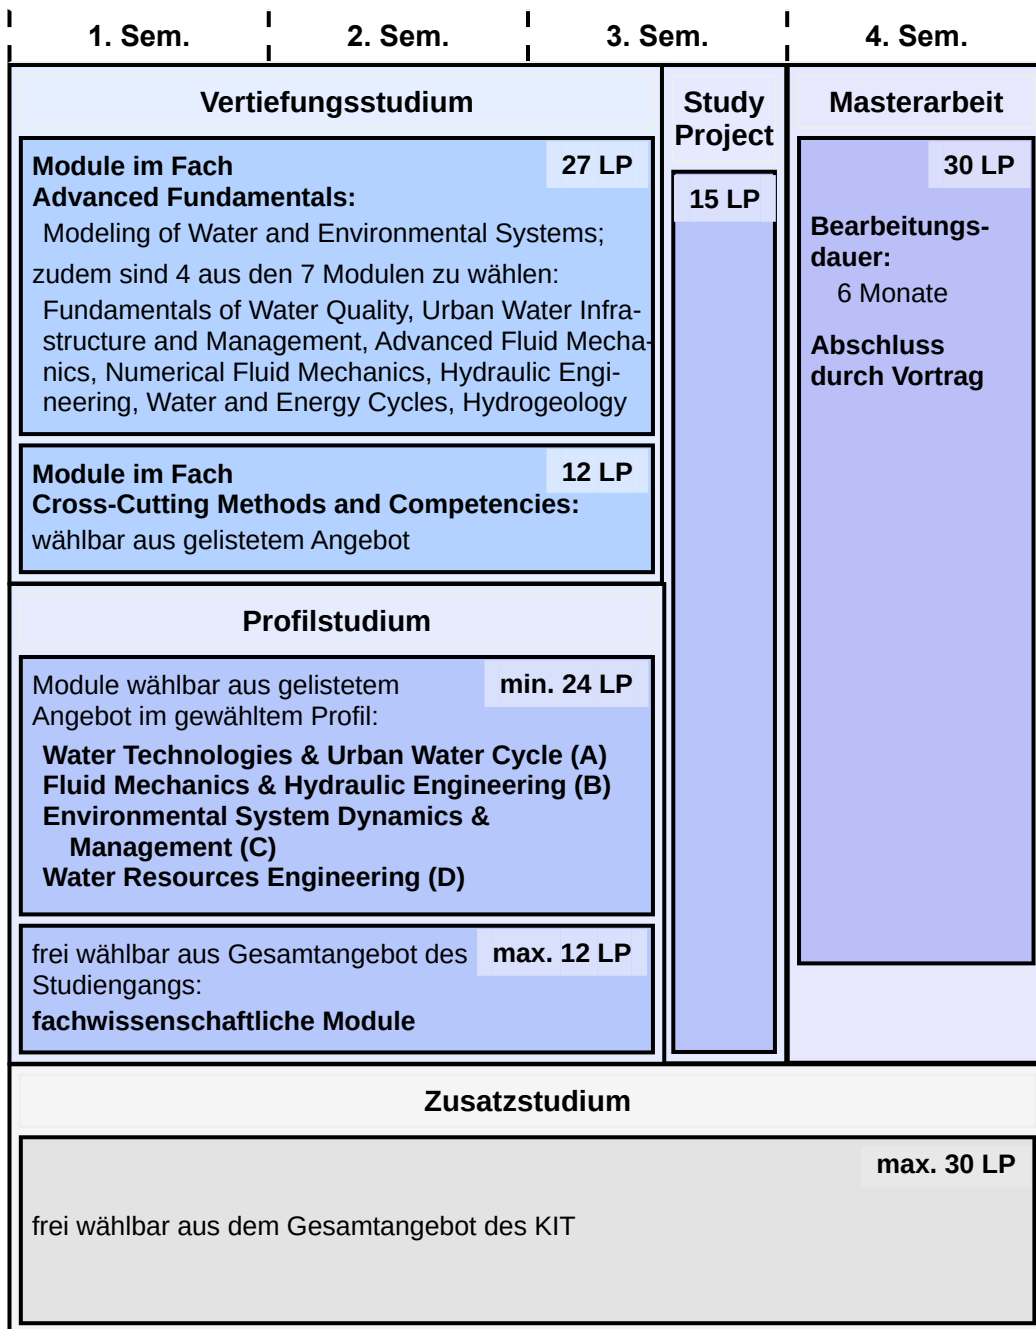 1. Sem.
2. Sem.
3. Sem.
4. Sem.
Vertiefungsstudium
Module im Fach
27 LP
Advanced Fundamentals:
Modeling of Water and Environmental Systems;
zudem sind 4 aus den 7 Modulen zu wählen:
Fundamentals of Water Quality, Urban Water Infra-
structure and Management, Advanced Fluid Mecha-
nics, Numerical Fluid Mechanics, Hydraulic Engi-
neering, Water and Energy Cycles, Hydrogeology
Module im Fach
12 LP
Cross-Cutting Methods and Competencies:
wählbar aus gelistetem Angebot
Profilstudium
Module wählbar aus gelistetem
min. 24 LP
Angebot im gewähltem Profil:
Water Technologies & Urban Water Cycle (A)
Fluid Mechanics & Hydraulic Engineering (B)
Environmental System Dynamics &
Management (C)
Water Resources Engineering (D)
frei wählbar aus Gesamtangebot des
max. 12 LP
Studiengangs:
fachwissenschaftliche Module
Study
Project
15 LP
Masterarbeit
30 LP
Bearbeitungs-
dauer:
6 Monate
Abschluss
durch Vortrag
Zusatzstudium
max. 30 LP
frei wählbar aus dem Gesamtangebot des KIT